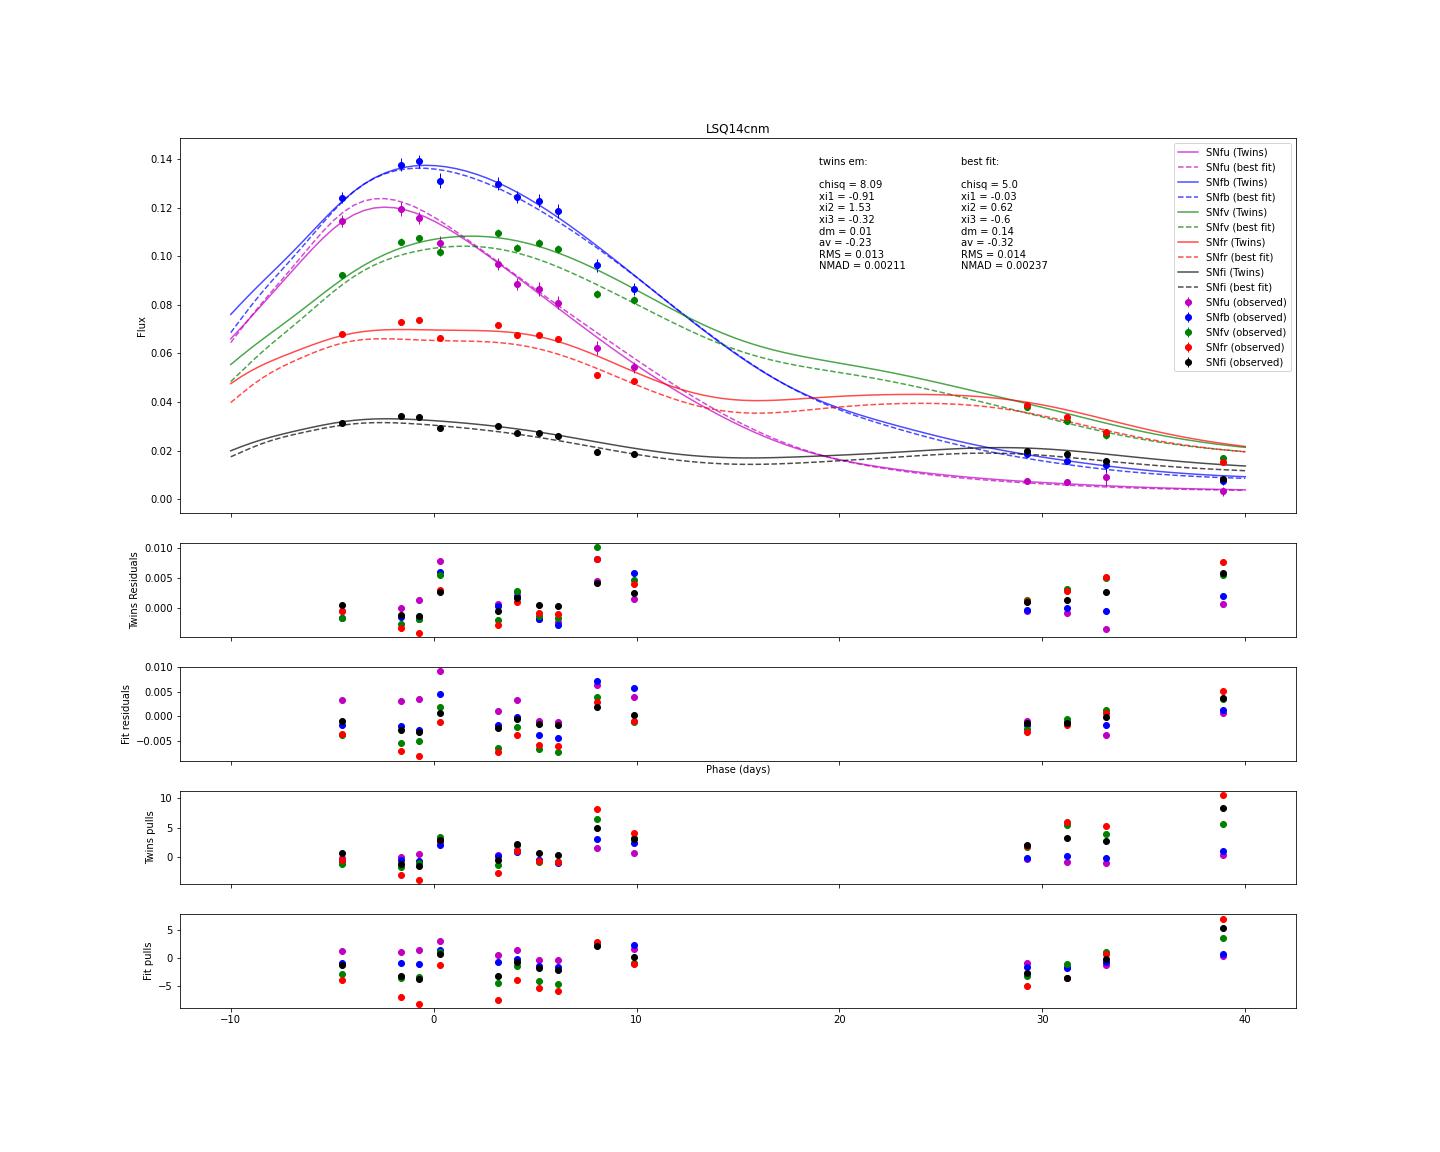 LSQ14cnm
Flux
0.14
0.12
0.10
0.08
0.06
0.04
0.02
0.00
twins em:
chisq = 8.09
xi1 = -0.91
xi2 = 1.53
xi3 = -0.32
dm = 0.01
av = -0.23
RMS = 0.013
NMAD = 0.00211
best fit:
chisq = 5.0
xi1 = -0.03
xi2 = 0.62
xi3 = -0.6
dm = 0.14
av = -0.32
RMS = 0.014
NMAD = 0.00237
SNfu (Twins)
SNfu (best fit)
SNfb (Twins)
SNfb (best fit)
SNfv (Twins)
SNfv (best fit)
SNfr (Twins)
SNfr (best fit)
SNfi (Twins)
SNfi (best fit)
SNfu (observed)
SNfb (observed)
SNfv (observed)
SNfr (observed)
SNfi (observed)
Twins Residuals
0.010
0.005
0.000
Fit residuals
0.010
0.005
0.000
−0.005
Phase (days)
Twins pulls
10
5
0
Fit pulls
5
0
−5
−10
0
10
20
30
40